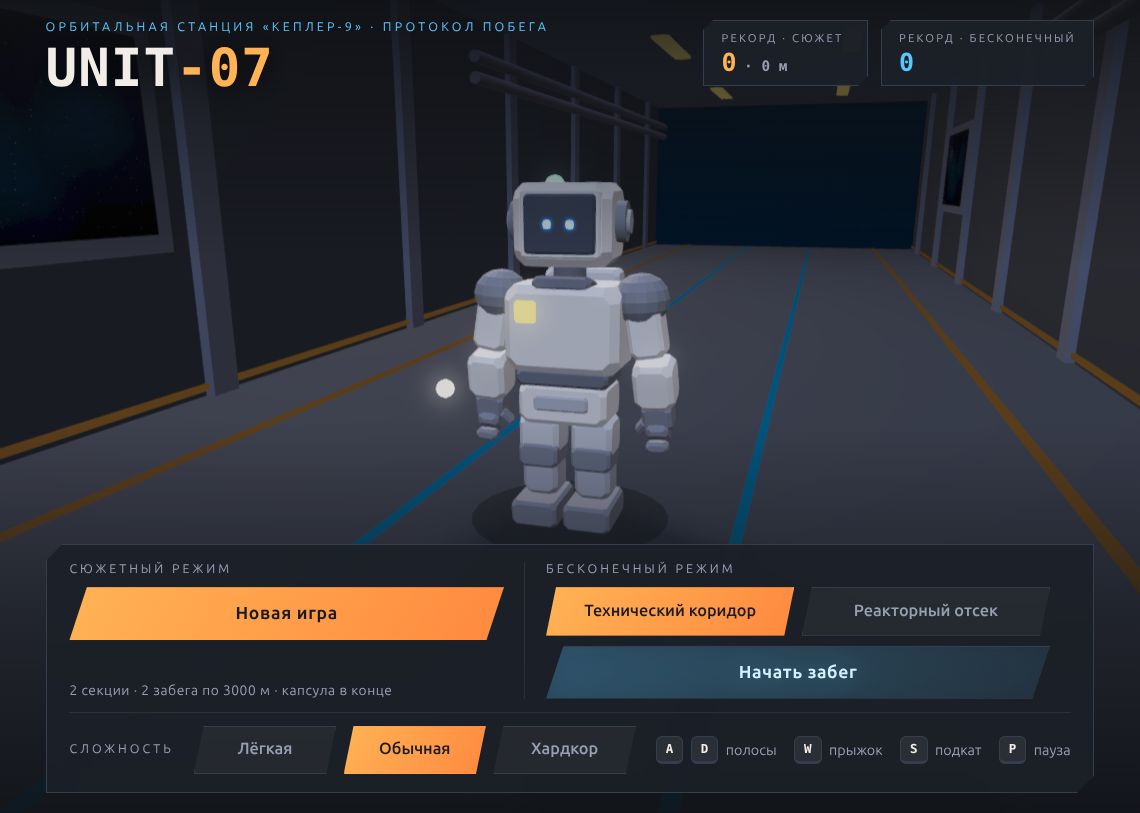 ОРБИТАЛЬНАЯ СТАНЦИЯ «КЕПЛЕР-9» · ПРОТОКОЛ ПОБЕГА
UNIT-07
РЕКОРД · СЮЖЕТ
0 · 0 м
РЕКОРД · БЕСКОНЕЧНЫЙ
0
СЮЖЕТНЫЙ РЕЖИМ
Новая игра
2 секции · 2 забега по 3000 м · капсула в конце
БЕСКОНЕЧНЫЙ РЕЖИМ
Технический коридор Реакторный отсек
Начать забег
СЛОЖНОСТЬ Лёгкая Обычная Хардкор A D полосы W прыжок S подкат P пауза